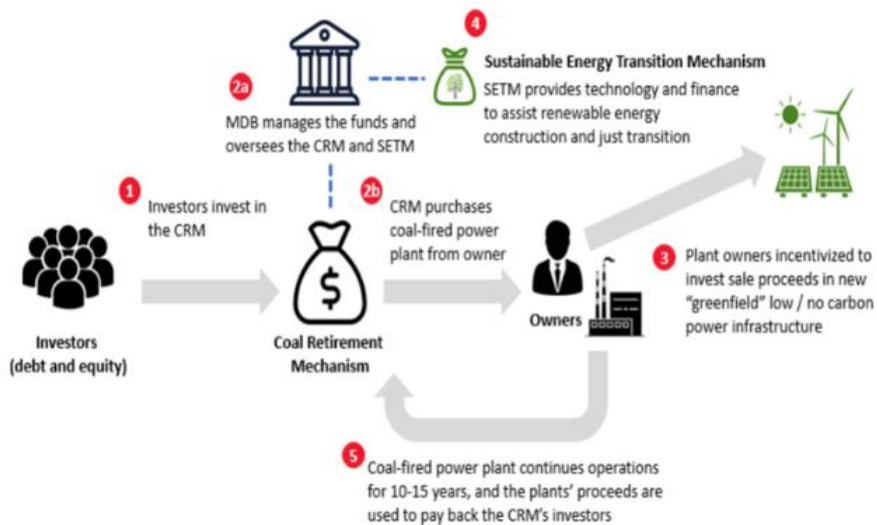 4
Sustainable Energy Transition Mechanism
SETM provides technology and finance
to assist renewable energy
construction and just transition
2a
MDB manages the funds and
oversees the CRM and SETM
1
Investors invest in
the CRM
2b
CRM purchases
coal-fired power
plant from owner
3
Plant owners incentivized to
invest sale proceeds in new
“greenfield” low / no carbon
power infrastructure
Investors
(debt and equity)
$
Coal Retirement
Mechanism
Owners
5
Coal-fired power plant continues operations
for 10-15 years, and the plants’ proceeds are
used to pay back the CRM’s investors